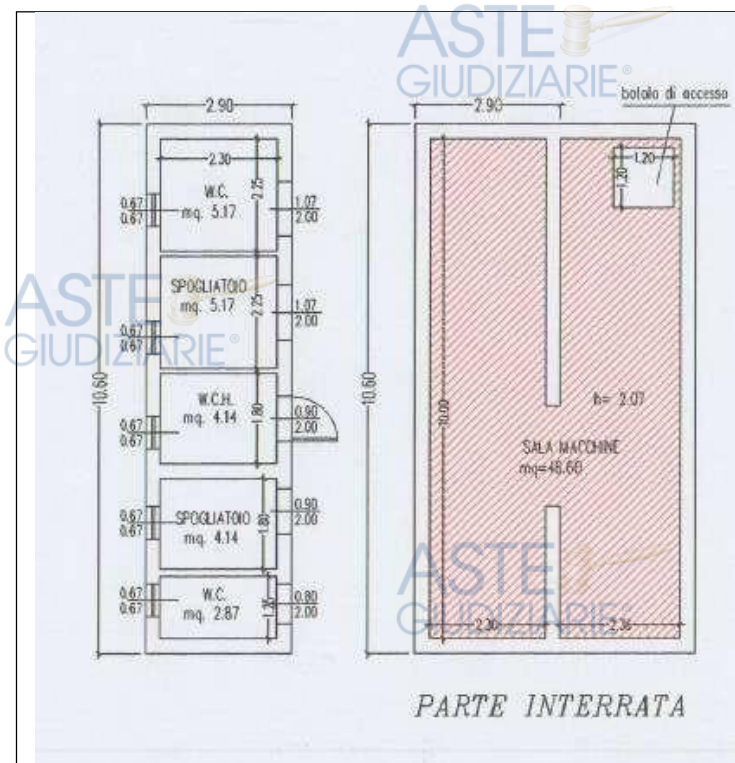 ASTE
GIUDIZIARIE®
botola di accesso
2.90
2.90
2.30
2.25
W.C.
mq. 5.17
0.67
0.67
1.07
2.00
1.20
1.20
SPOGLIATOIO
mq. 5.17
2.25
0.67
0.67
1.07
2.00
ASTE
GIUDIZIARIE®
10.60
10.60
10.00
W.C.H.
mq. 4.14
1.80
0.67
0.67
0.90
2.00
h= 2.07
SALA MACCHINE
mq=46.60
SPOGLIATOIO
mq. 4.14
1.80
0.67
0.67
0.90
2.00
W.C.
mq. 2.87
0.67
0.67
0.80
2.00
ASTE
GIUDIZIARIE®
2.30
2.36
PARTE INTERRATA